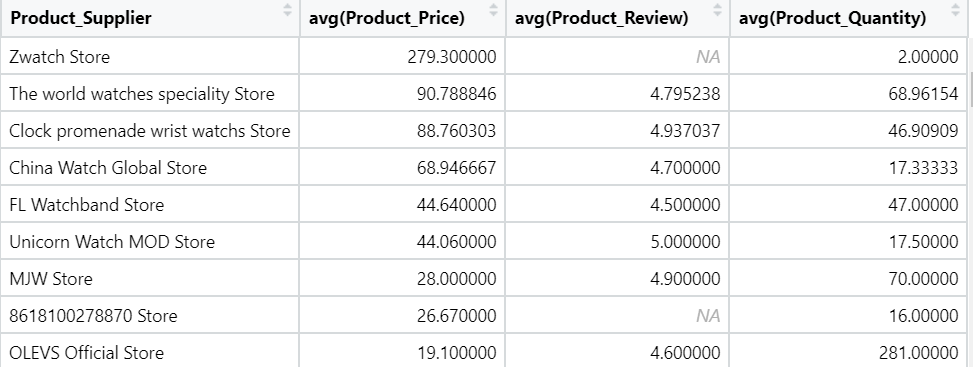 Product_Supplier avg(Product_Price) avg(Product_Review) avg(Product_Quantity)
Zwatch Store 279.300000 NA 2.00000
The world watches speciality Store 90.788846 4.795238 68.96154
Clock promenade wrist watchs Store 88.760303 4.937037 46.90909
China Watch Global Store 68.946667 4.700000 17.33333
FL Watchband Store 44.640000 4.500000 47.00000
Unicorn Watch MOD Store 44.060000 5.000000 17.50000
MJW Store 28.000000 4.900000 70.00000
8618100278870 Store 26.670000 NA 16.00000
OLEVS Official Store 19.100000 4.600000 281.00000